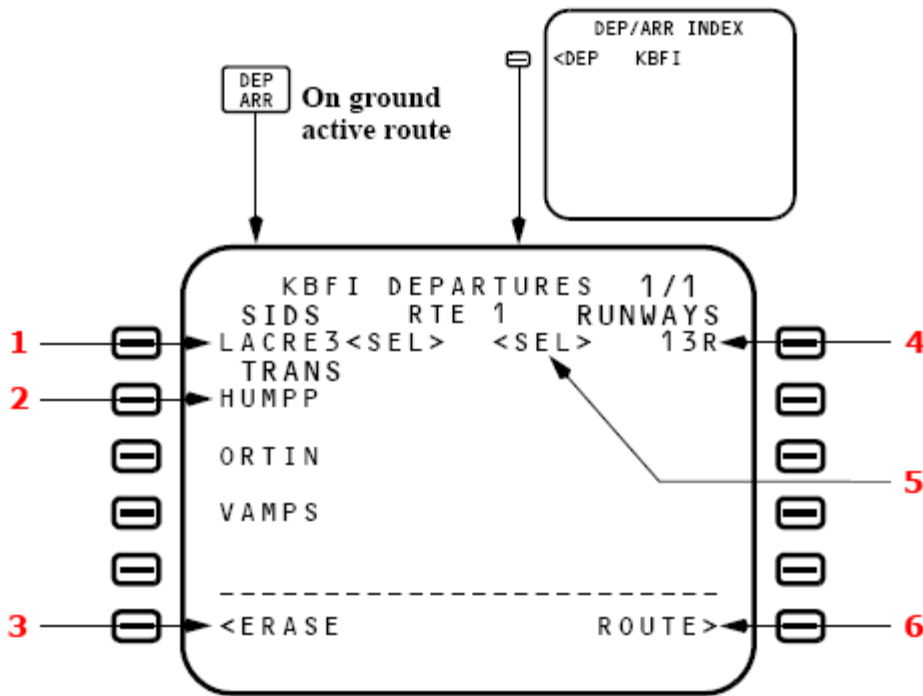 DEP/ARR INDEX
<DEP KBFI
DEP
ARR
On ground
active route
KBFI DEPARTURES 1/1
SIDS RTE 1 RUNWAYS
1 LACRE3<SEL> <SEL> 13R 4
TRANS
2 HUMPP
ORTIN
5
VAMPS
------------------------------
3 <ERASE ROUTE> 6